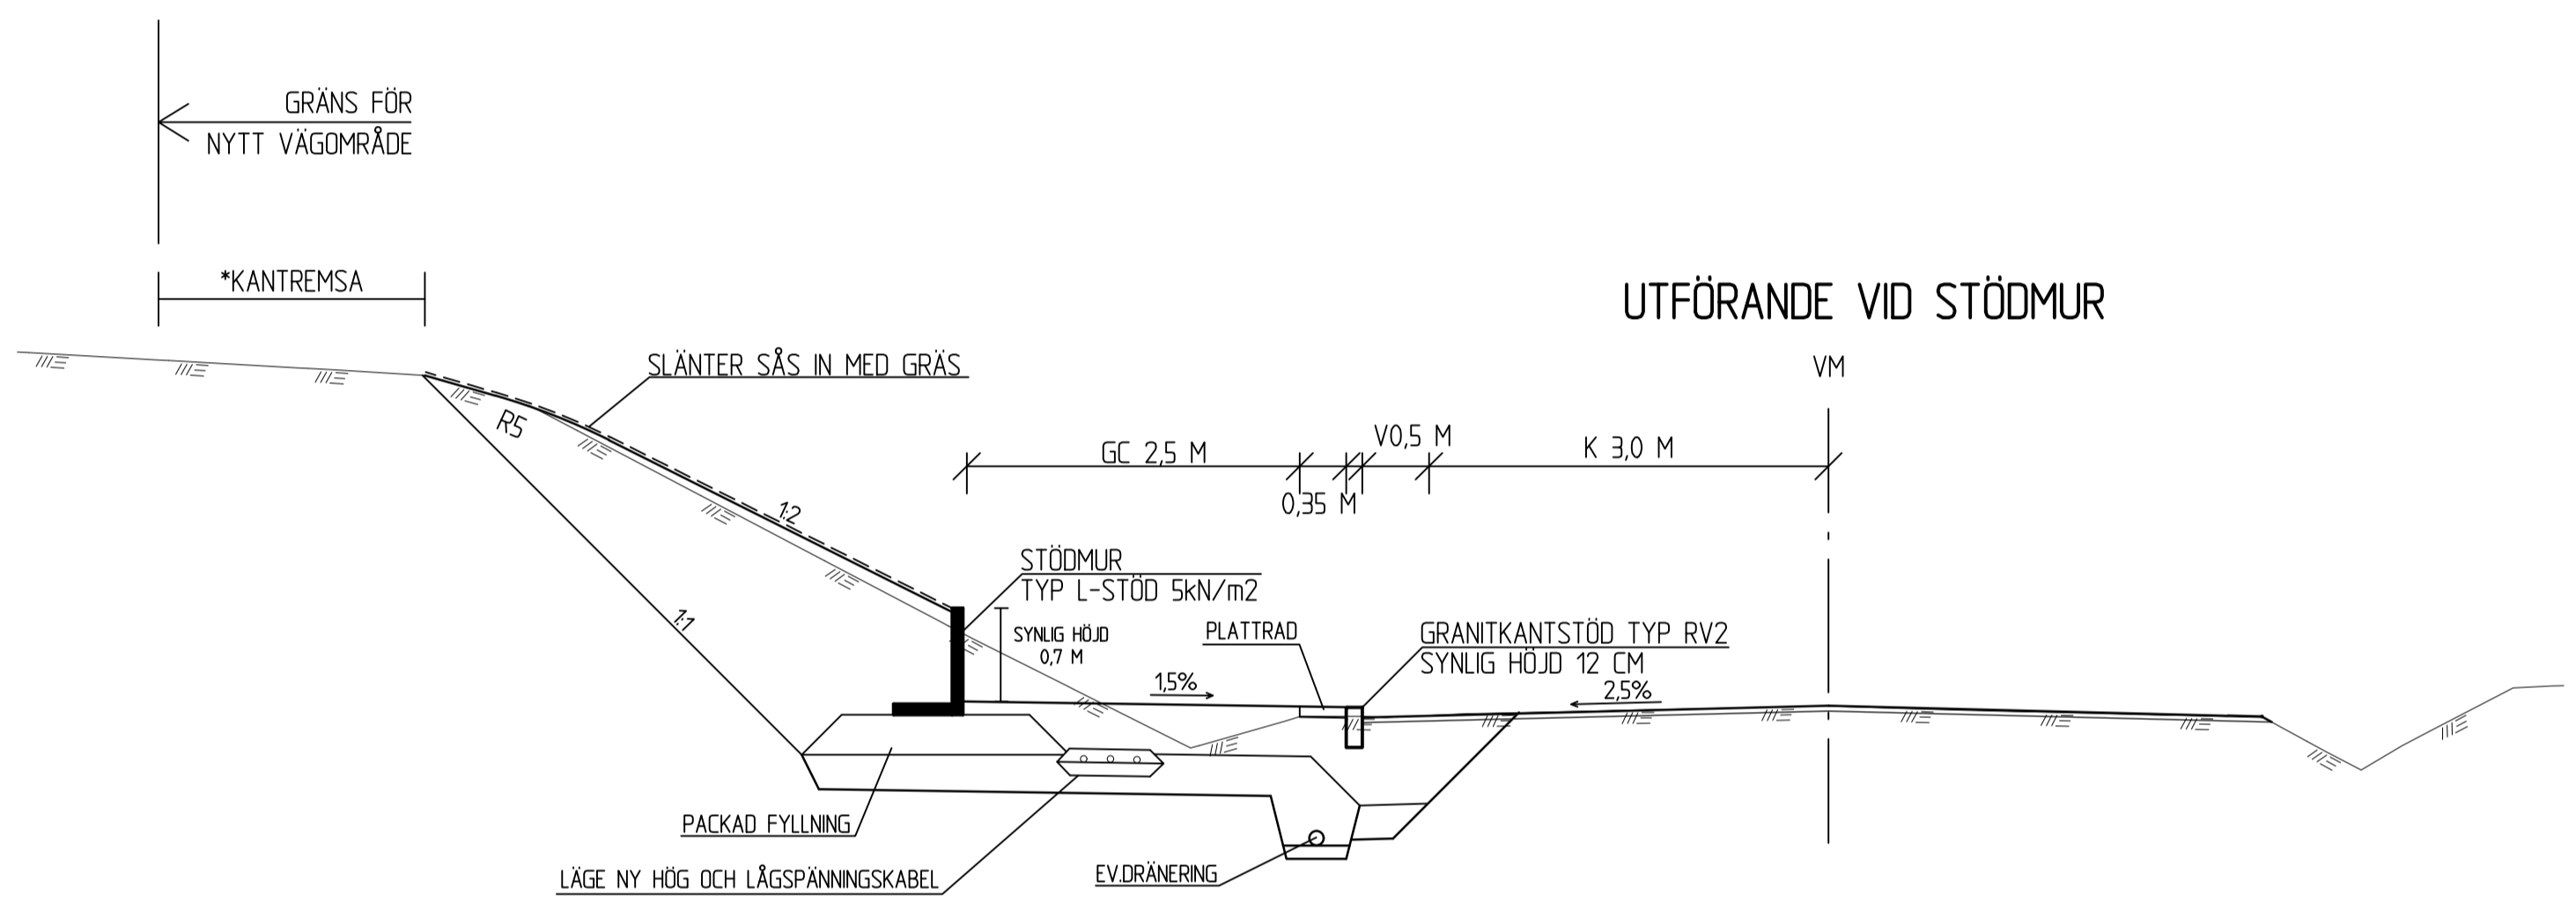 GRÄNS FÖR
NYTT VÄGOMRÅDE
*KANTREMSA
UTFÖRANDE VID STÖDMUR
VM
SLÄNTER SÅS IN MED GRÄS
R5
1:2
1:1
GC 2,5 M
0,35 M
V0,5 M
K 3,0 M
STÖDMUR
TYP L-STÖD 5kN/m2
SYNLIG HÖJD
0,7 M
PLATTRAD
GRANITKANTSTÖD TYP RV2
SYNLIG HÖJD 12 CM
1,5%
2,5%
PACKAD FYLLNING
LÄGE NY HÖG OCH LÅGSPÄNNINGSKABEL
EV.DRÄNERING